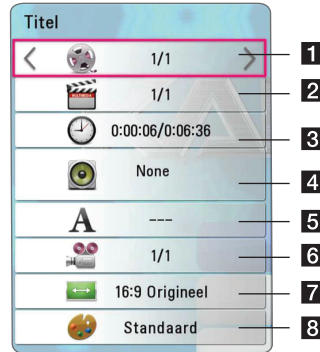 Titel
1/1 1
1/1 2
0:00:06/0:06:36 3
None 4
A --- 5
1/1 6
16:9 Origineel 7
Standaard 8